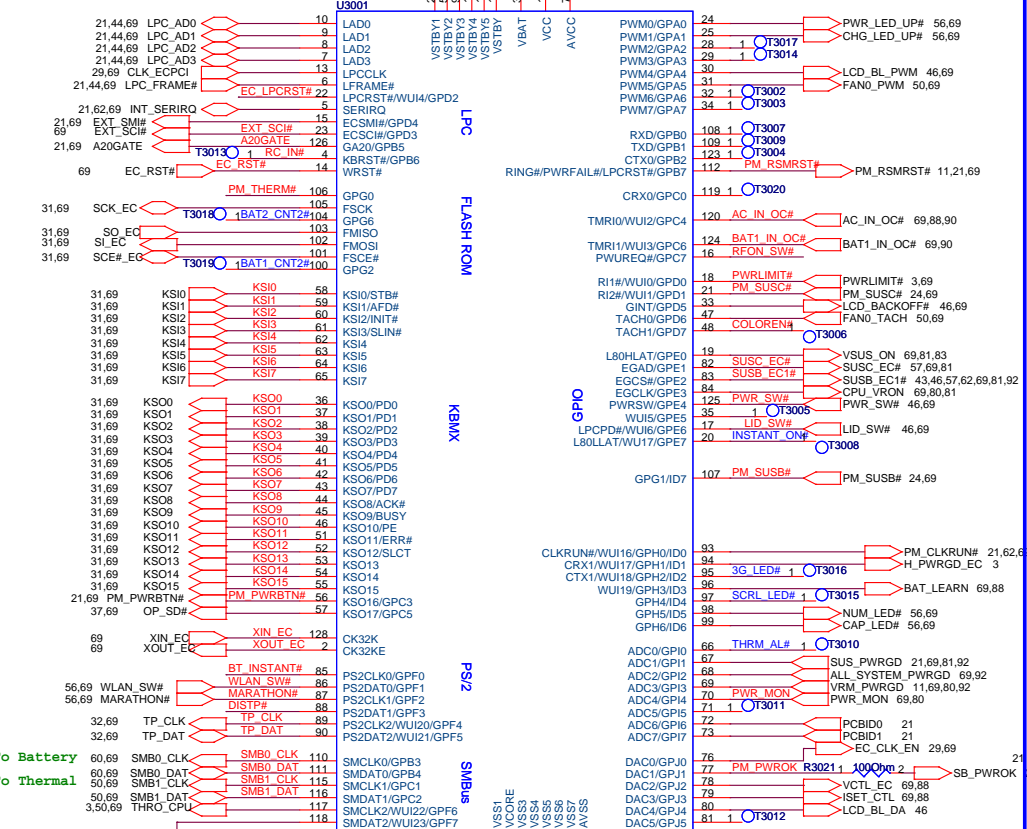 U3001
VSTBY1 VSTBY2 VSTBY3 VSTBY4 VSTBY5 VSTBY VBAT VCC AVCC
21,44,69 LPC_AD0 10 LAD0
21,44,69 LPC_AD1 9 LAD1
21,44,69 LPC_AD2 8 LAD2
21,44,69 LPC_AD3 7 LAD3
29,69 CLK_ECPCI 13 LPCCLK
21,44,69 LPC_FRAME# 6 LFRAME#
EC_LPCRST# 22 LPCRST#/WUI4/GPD2
21,62,69 INT_SERIRQ 5 SERIRQ
21,69 EXT_SMI# 15 ECSMI#/GPD4
69 EXT_SCI# EXT_SCI# 23 ECSCI#/GPD3
21,69 A20GATE A20GATE 126 GA20/GPB5
T3013 1 RC_IN# 4 KBRST#/GPB6
69 EC_RST# EC_RST# 14 WRST#
LPC
PM_THERM# 106 GPG0
31,69 SCK_EC 105 FSCK
T3018 1 BAT2_CNT2# 104 GPG6
31,69 SO_EC 103 FMISO
31,69 SI_EC 102 FMOSI
31,69 SCE#_EC 101 FSCE#
T3019 1 BAT1_CNT2# 100 GPG2
FLASH ROM
31,69 KSI0 KSI0 58 KSI0/STB#
31,69 KSI1 KSI1 59 KSI1/AFD#
31,69 KSI2 KSI2 60 KSI2/INIT#
31,69 KSI3 KSI3 61 KSI3/SLIN#
31,69 KSI4 KSI4 62 KSI4
31,69 KSI5 KSI5 63 KSI5
31,69 KSI6 KSI6 64 KSI6
31,69 KSI7 KSI7 65 KSI7
31,69 KSO0 KSO0 36 KSO0/PD0
31,69 KSO1 KSO1 37 KSO1/PD1
31,69 KSO2 KSO2 38 KSO2/PD2
31,69 KSO3 KSO3 39 KSO3/PD3
31,69 KSO4 KSO4 40 KSO4/PD4
31,69 KSO5 KSO5 41 KSO5/PD5
31,69 KSO6 KSO6 42 KSO6/PD6
31,69 KSO7 KSO7 43 KSO7/PD7
31,69 KSO8 KSO8 44 KSO8/ACK#
31,69 KSO9 KSO9 45 KSO9/BUSY
31,69 KSO10 KSO10 46 KSO10/PE
31,69 KSO11 KSO11 51 KSO11/ERR#
31,69 KSO12 KSO12 52 KSO12/SLCT
31,69 KSO13 KSO13 53 KSO13
31,69 KSO14 KSO14 54 KSO14
31,69 KSO15 KSO15 55 KSO15
21,69 PM_PWRBTN# PM_PWRBTN# 56 KSO16/GPC3
37,69 OP_SD# 57 KSO17/GPC5
KBMX
69 XIN_EC XIN_EC 128 CK32K
69 XOUT_EC XOUT_EC 2 CK32KE
BT_INSTANT# 85 PS2CLK0/GPF0
56,69 WLAN_SW# WLAN_SW# 86 PS2DAT0/GPF1
56,69 MARATHON# MARATHON# 87 PS2CLK1/GPF2
DISTP# 88 PS2DAT1/GPF3
32,69 TP_CLK TP_CLK 89 PS2CLK2/WUI20/GPF4
32,69 TP_DAT TP_DAT 90 PS2DAT2/WUI21/GPF5
PS/2
To Battery 60,69 SMB0_CLK SMB0_CLK 110 SMCLK0/GPB3
60,69 SMB0_DAT SMB0_DAT 111 SMDAT0/GPB4
To Thermal 50,69 SMB1_CLK SMB1_CLK 115 SMCLK1/GPC1
50,69 SMB1_DAT SMB1_DAT 116 SMDAT1/GPC2
3,50,69 THRO_CPU 117 SMCLK2/WUI22/GPF6
118 SMDAT2/WUI23/GPF7
SMBus
VSS1 VCORE VSS3 VSS4 VSS5 VSS6 VSS7 AVSS
PWM0/GPA0 24 PWR_LED_UP# 56,69
PWM1/GPA1 25 CHG_LED_UP# 56,69
PWM2/GPA2 28 1 T3017
PWM3/GPA3 29 1 T3014
PWM4/GPA4 30 LCD_BL_PWM 46,69
PWM5/GPA5 31 FAN0_PWM 50,69
PWM6/GPA6 32 1 T3002
PWM7/GPA7 34 1 T3003
RXD/GPB0 108 1 T3007
TXD/GPB1 109 1 T3009
CTX0/GPB2 123 1 T3004
RING#/PWRFAIL#/LPCRST#/GPB7 112 PM_RSMRST# PM_RSMRST# 11,21,69
CRX0/GPC0 119 1 T3020
TMRI0/WUI2/GPC4 120 AC_IN_OC# AC_IN_OC# 69,88,90
TMRI1/WUI3/GPC6 124 BAT1_IN_OC# BAT1_IN_OC# 69,90
PWUREQ#/GPC7 16 RFON_SW#
RI1#/WUI0/GPD0 18 PWRLIMIT# PWRLIMIT# 3,69
RI2#/WUI1/GPD1 21 PM_SUSC# PM_SUSC# 24,69
GINT/GPD5 33 LCD_BACKOFF# 46,69
TACH0/GPD6 47 FAN0_TACH 50,69
TACH1/GPD7 48 COLOREN# 1 T3006
L80HLAT/GPE0 19 VSUS_ON 69,81,83
EGAD/GPE1 82 SUSC_EC# SUSC_EC# 57,69,81
EGCS#/GPE2 83 SUSB_EC1# SUSB_EC1# 43,46,57,62,69,81,92
EGCLK/GPE3 84 CPU_VRON 69,80,81
PWRSW/GPE4 125 PWR_SW# PWR_SW# 46,69
WUI5/GPE5 35 1 T3005
LPCPD#/WUI6/GPE6 17 LID_SW# LID_SW# 46,69
L80LLAT/WUI7/GPE7 20 INSTANT_ON# T3008
GPIO
GPG1/ID7 107 PM_SUSB# PM_SUSB# 24,69
CLKRUN#/WUI16/GPH0/ID0 93 PM_CLKRUN# 21,62,6
CRX1/WUI17/GPH1/ID1 94 H_PWRGD_EC 3
CTX1/WUI18/GPH2/ID2 95 3G_LED# 1 T3016
WUI19/GPH3/ID3 96 BAT_LEARN 69,88
GPH4/ID4 97 SCRL_LED# 1 T3015
GPH5/ID5 98 NUM_LED# 56,69
GPH6/ID6 99 CAP_LED# 56,69
ADC0/GPI0 66 THRM_AL# 1 T3010
ADC1/GPI1 67 SUS_PWRGD 21,69,81,92
ADC2/GPI2 68 ALL_SYSTEM_PWRGD 69,92
ADC3/GPI3 69 VRM_PWRGD 11,69,80,92
ADC4/GPI4 70 PWR_MON PWR_MON 69,80
ADC5/GPI5 71 1 T3011
ADC6/GPI6 72 PCBID0 21
ADC7/GPI7 73 PCBID1 21
EC_CLK_EN 29,69
DAC0/GPJ0 76 21
DAC1/GPJ1 77 PM_PWROK R3021 1 100Ohm 2 SB_PWROK
DAC2/GPJ2 78 VCTL_EC 69,88
DAC3/GPJ3 79 ISET_CTL 69,88
DAC4/GPJ4 80 LCD_BL_DA 46
DAC5/GPJ5 81 1 T3012